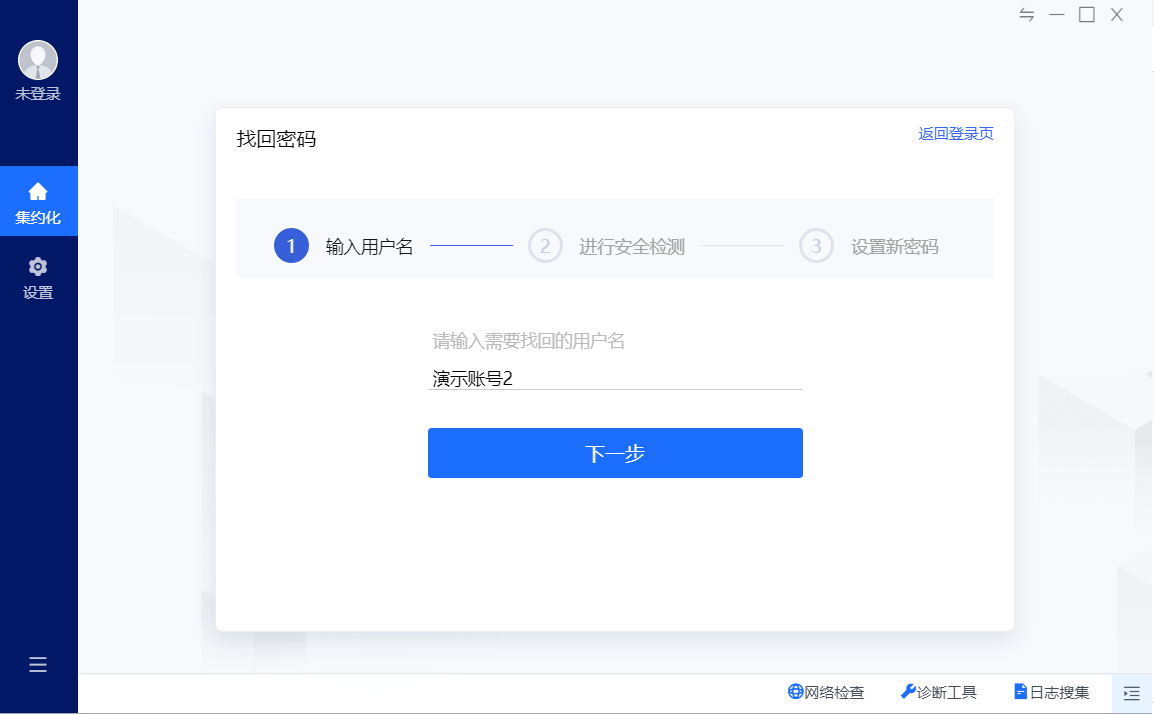 未登录
集约化
设置
找回密码
返回登录页
1 输入用户名
2 进行安全检测
3 设置新密码
请输入需要找回的用户名
演示账号2
下一步
网络检查
诊断工具
日志搜集